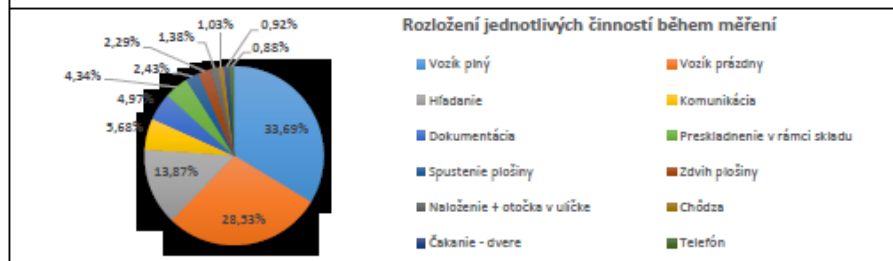 Rozložení jednotlivých činností během měření
1,03%
0,92%
1,38%
0,88%
2,29%
2,43%
4,34%
4,97%
5,68%
13,87%
28,53%
33,69%
Vozík plný
Vozík prázdny
Hľadanie
Komunikácia
Dokumentácia
Preskladnenie v rámci skladu
Spustenie plošiny
Zdvih plošiny
Naloženie + otočka v uličke
Chôdza
Čakanie - dvere
Telefón